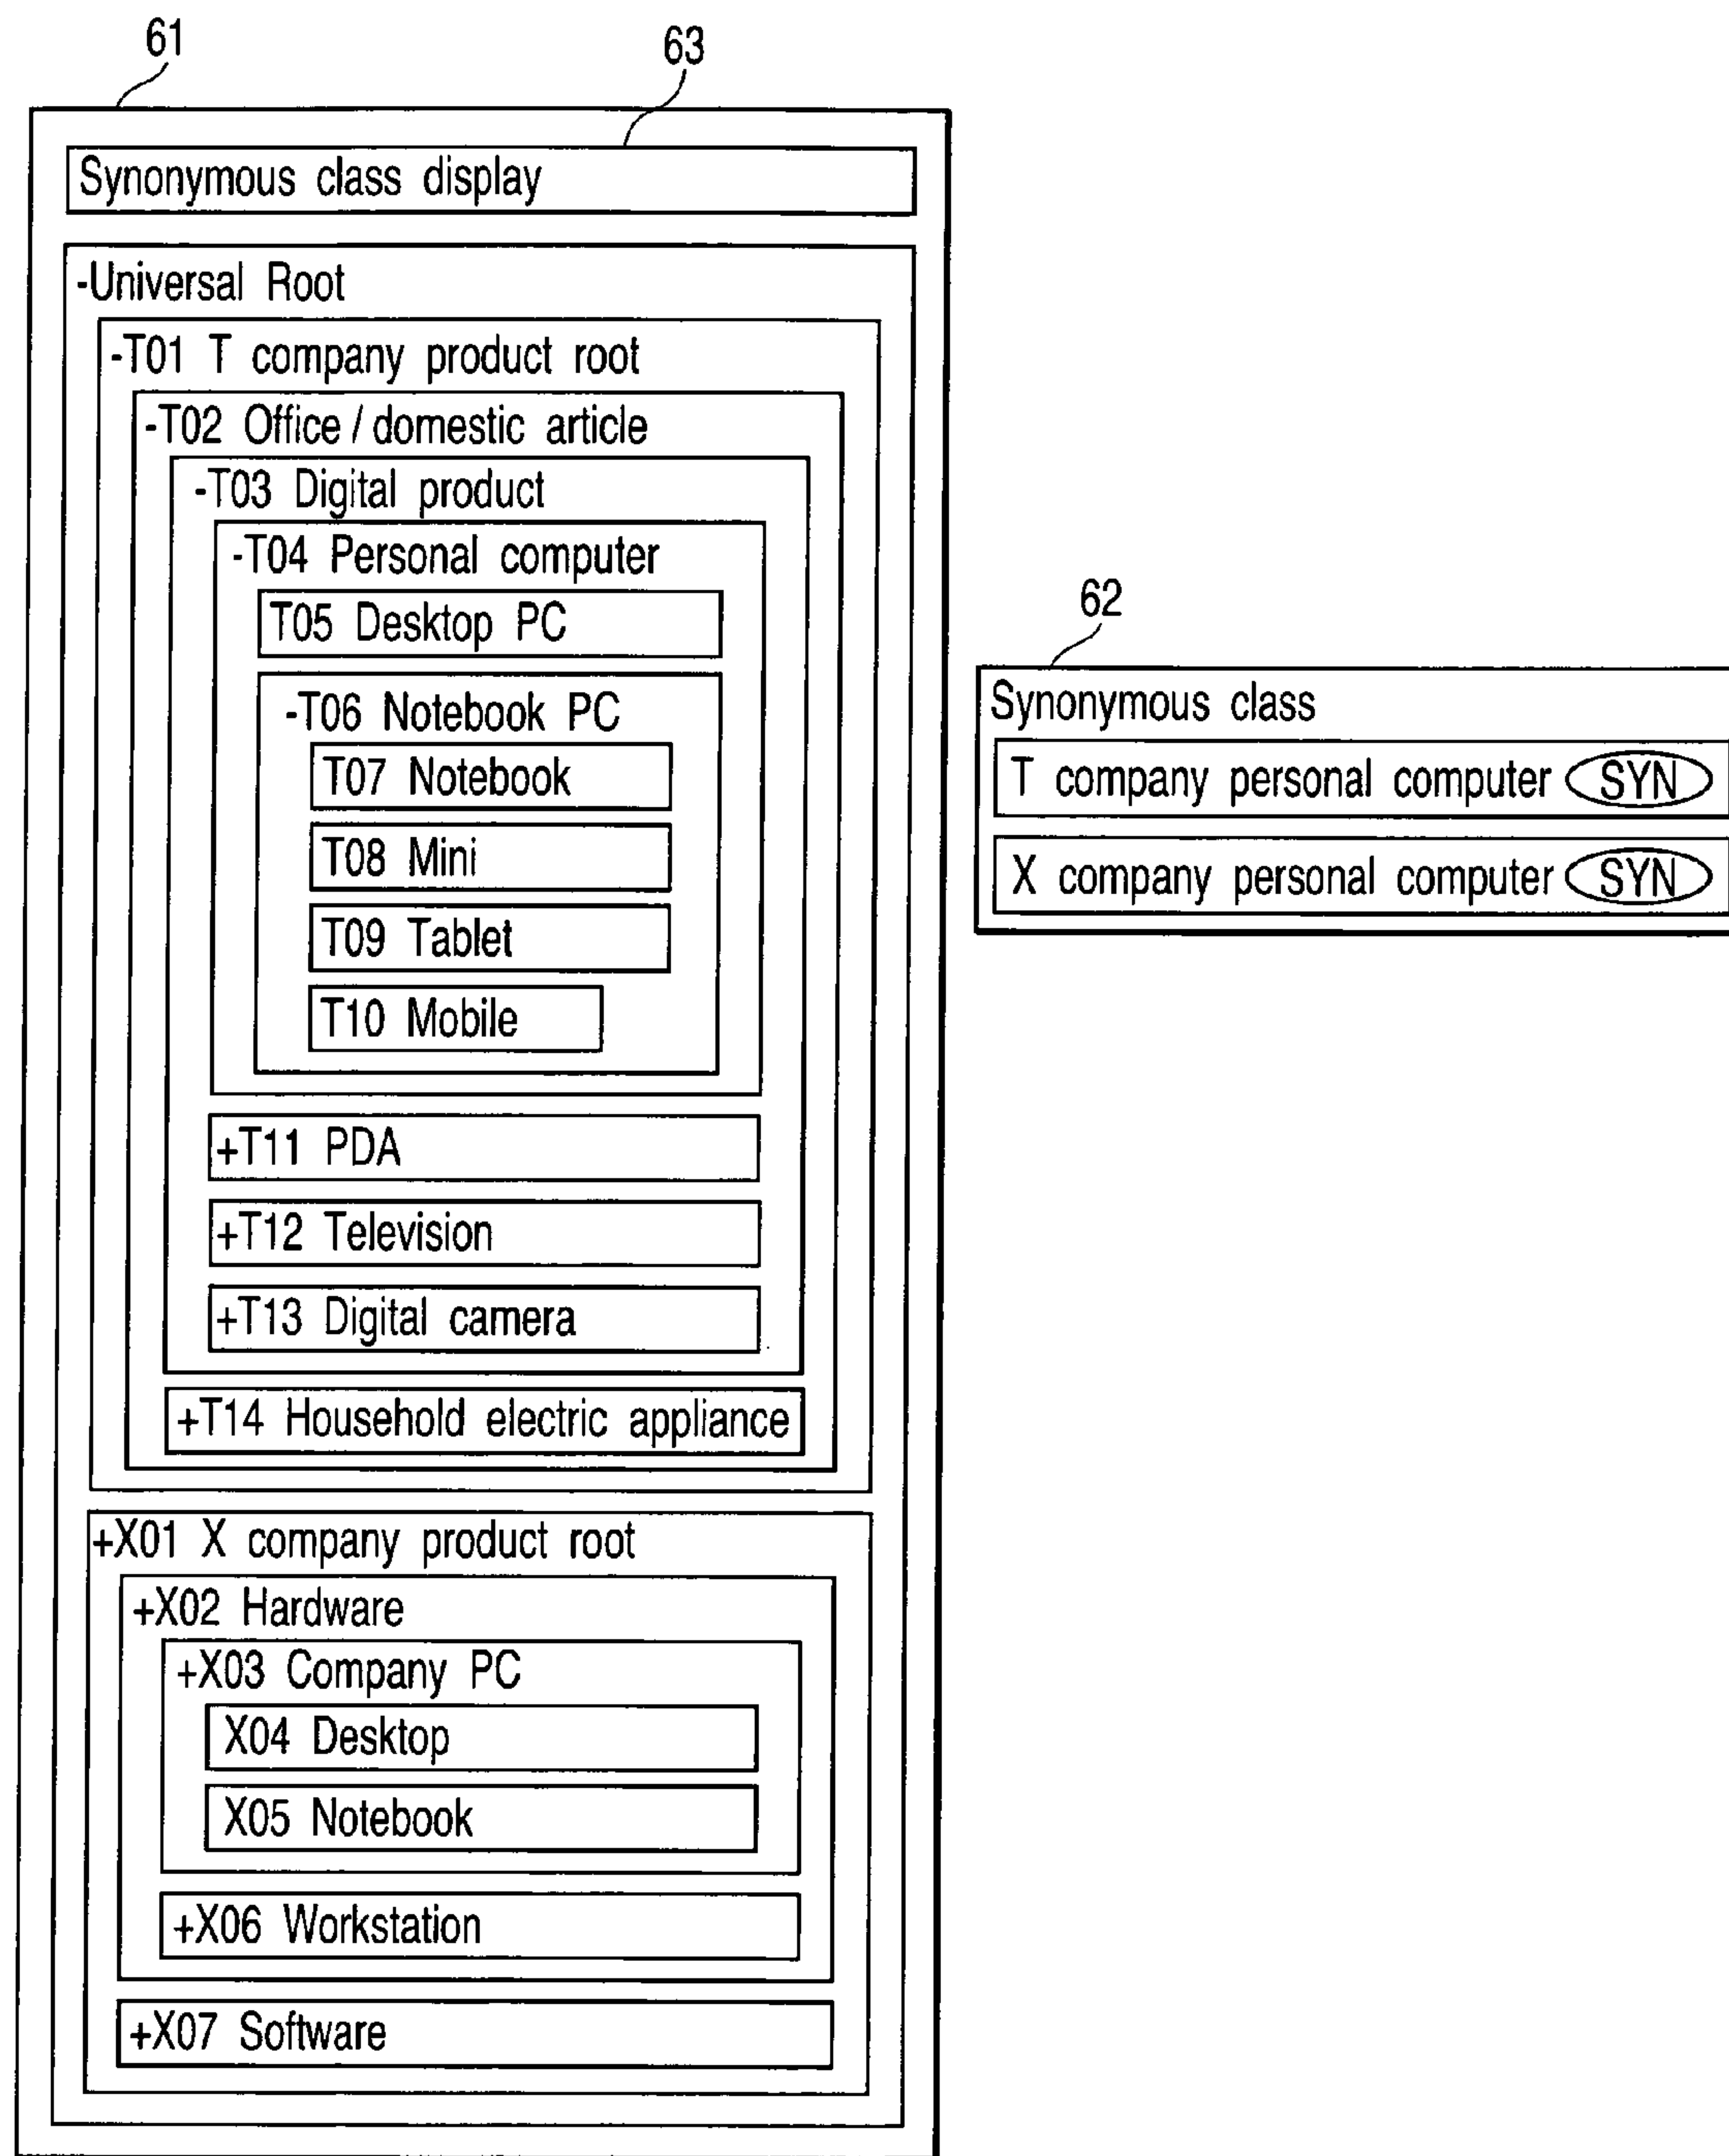 61
63
Synonymous class display
-Universal Root
-T01 T company product root
-T02 Office / domestic article
-T03 Digital product
-T04 Personal computer
T05 Desktop PC
-T06 Notebook PC
T07 Notebook
T08 Mini
T09 Tablet
T10 Mobile
+T11 PDA
+T12 Television
+T13 Digital camera
+T14 Household electric appliance
+X01 X company product root
+X02 Hardware
+X03 Company PC
X04 Desktop
X05 Notebook
+X06 Workstation
+X07 Software
62
Synonymous class
T company personal computer SYN
X company personal computer SYN